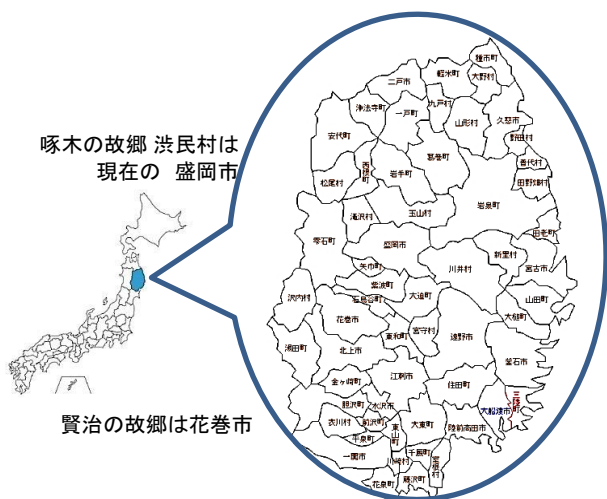 啄木の故郷 渋民村は
現在の 盛岡市
賢治の故郷は花巻市
種市町
軽米町
大野村
二戸市
浄法寺町
一戸町
九戸村
山形村
久慈市
野田村
安代町
西根町
岩手町
葛巻町
普代村
田野畑村
松尾村
岩泉町
滝沢村
玉山村
雫石町
盛岡市
田老町
新里村
川井村
宮古市
矢巾町
紫波町
沢内村
石鳥谷町
大迫町
山田町
花巻市
大槌町
東和町
宮守村
遠野市
湯田町
北上市
釜石市
金ヶ崎町
江刺市
住田町
胆沢町
水沢市
三陸町
大船渡市
衣川村
前沢町
東山町
大東町
陸前高田市
平泉町
一関市
千厩町
室根村
川崎村
花泉町
藤沢町